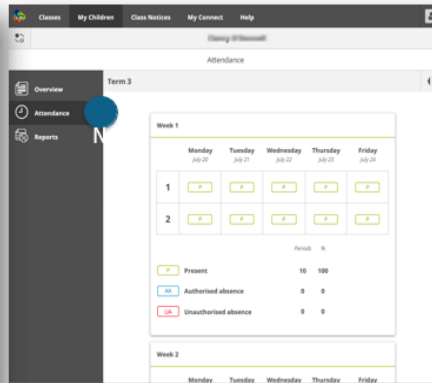 Classes My Children Class Notices My Connect Help
Attendance
Term 3
Overview
Attendance
Reports
N
Week 1
Monday Tuesday Wednesday Thursday Friday
July 20 July 21 July 22 July 23 July 24
1 P P P P P
2 P P P P P
Periods %
P Present 10 100
AA Authorised absence 0 0
UA Unauthorised absence 0 0
Week 2
Monday Tuesday Wednesday Thursday Friday